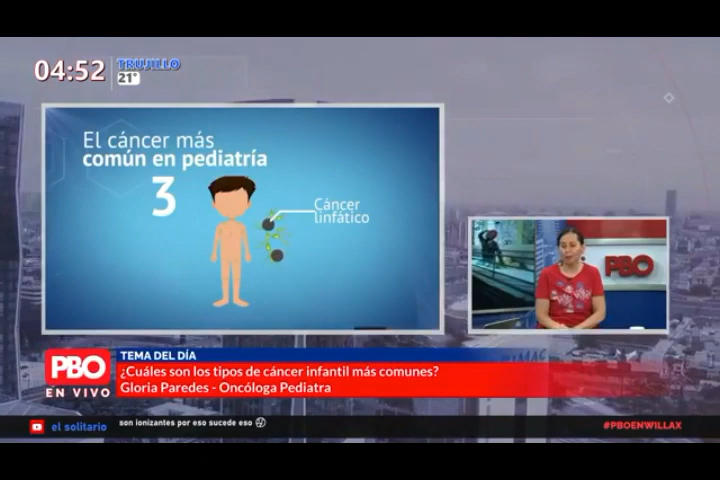 04:52
TRUJILLO
21°
El cáncer más
común en pediatría
3
Cáncer
linfático
PBO
PBO
EN VIVO
TEMA DEL DÍA
¿Cuáles son los tipos de cáncer infantil más comunes?
Gloria Paredes - Oncóloga Pediatra
el solitario
son ionizantes por eso sucede eso
#PBOENWILLAX